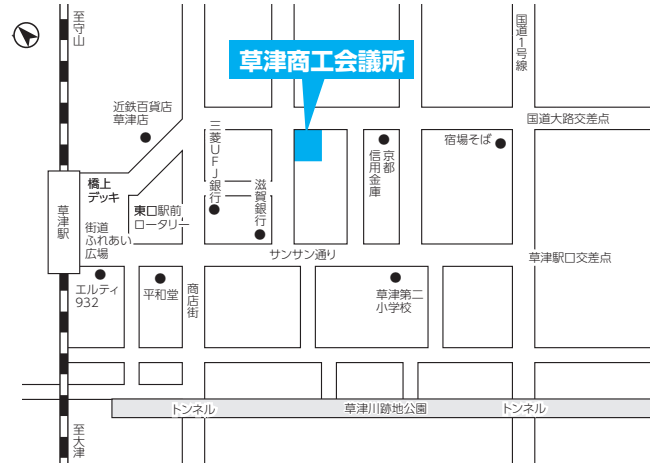 至守山
国道1号線
草津商工会議所
近鉄百貨店
草津店
国道大路交差点
三菱UFJ銀行
宿場そば
京都
信用金庫
橋上
デッキ
滋賀銀行
東口駅前
ロータリー
草津駅
街道
ふれあい
広場
サンサン通り
草津駅口交差点
エルティ
932
平和堂
商店街
草津第二
小学校
トンネル
草津川跡地公園
トンネル
至大津